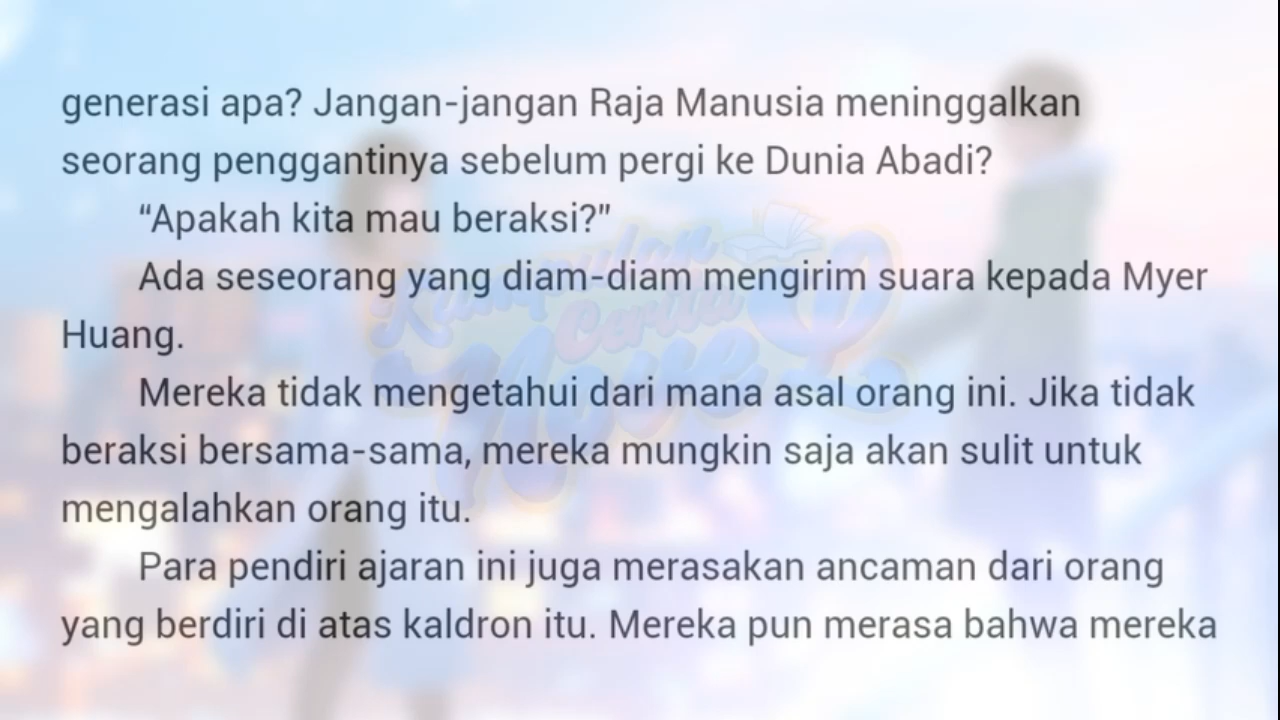 generasi apa? Jangan-jangan Raja Manusia meninggalkan
seorang penggantinya sebelum pergi ke Dunia Abadi?
“Apakah kita mau beraksi?”
Ada seseorang yang diam-diam mengirim suara kepada Myer
Huang.
Mereka tidak mengetahui dari mana asal orang ini. Jika tidak
beraksi bersama-sama, mereka mungkin saja akan sulit untuk
mengalahkan orang itu.
Para pendiri ajaran ini juga merasakan ancaman dari orang
yang berdiri di atas kaldron itu. Mereka pun merasa bahwa mereka
Kumpulan
Cerita
Novel